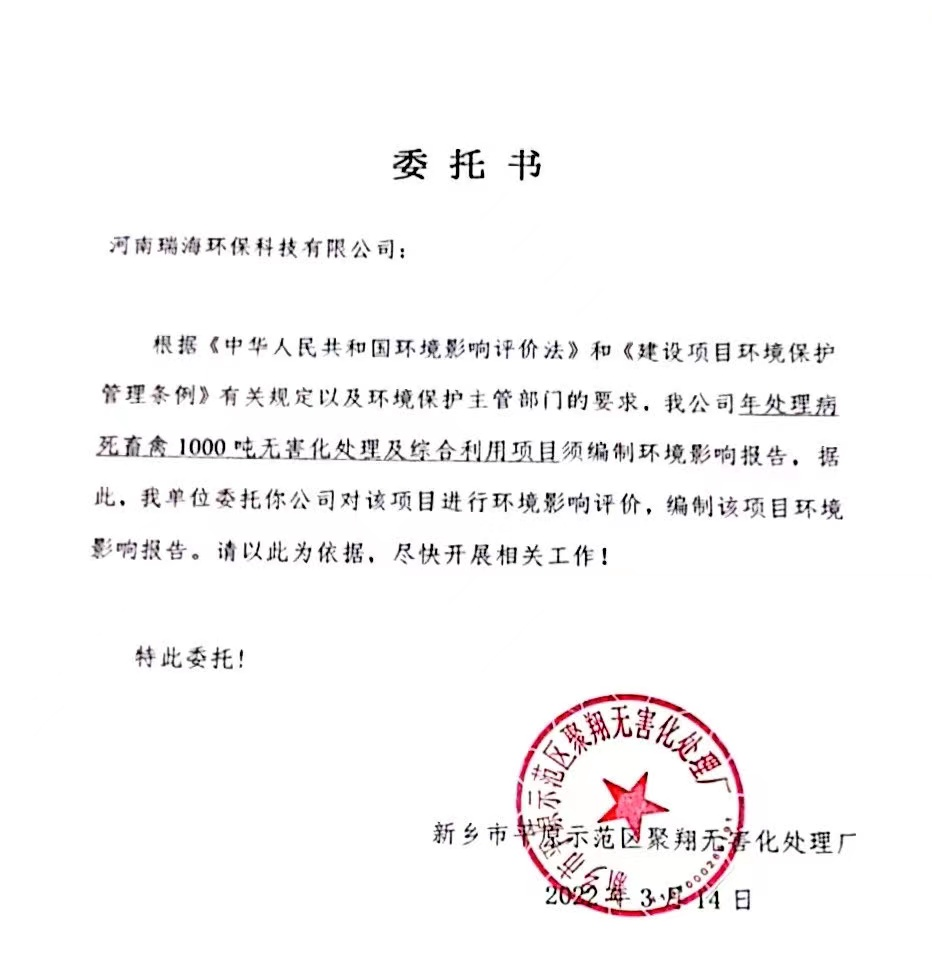 委托书
河南瑞海环保科技有限公司：
根据《中华人民共和国环境影响评价法》和《建设项目环境保护
管理条例》有关规定以及环境保护主管部门的要求，我公司年处理病
死畜禽1000吨无害化处理及综合利用项目须编制环境影响报告，据
此，我单位委托你公司对该项目进行环境影响评价，编制该项目环境
影响报告。请以此为依据，尽快开展相关工作！
特此委托！
新乡市平原示范区聚翔无害化处理厂
新乡市平原示范区聚翔无害化处理厂
2022年3月14日